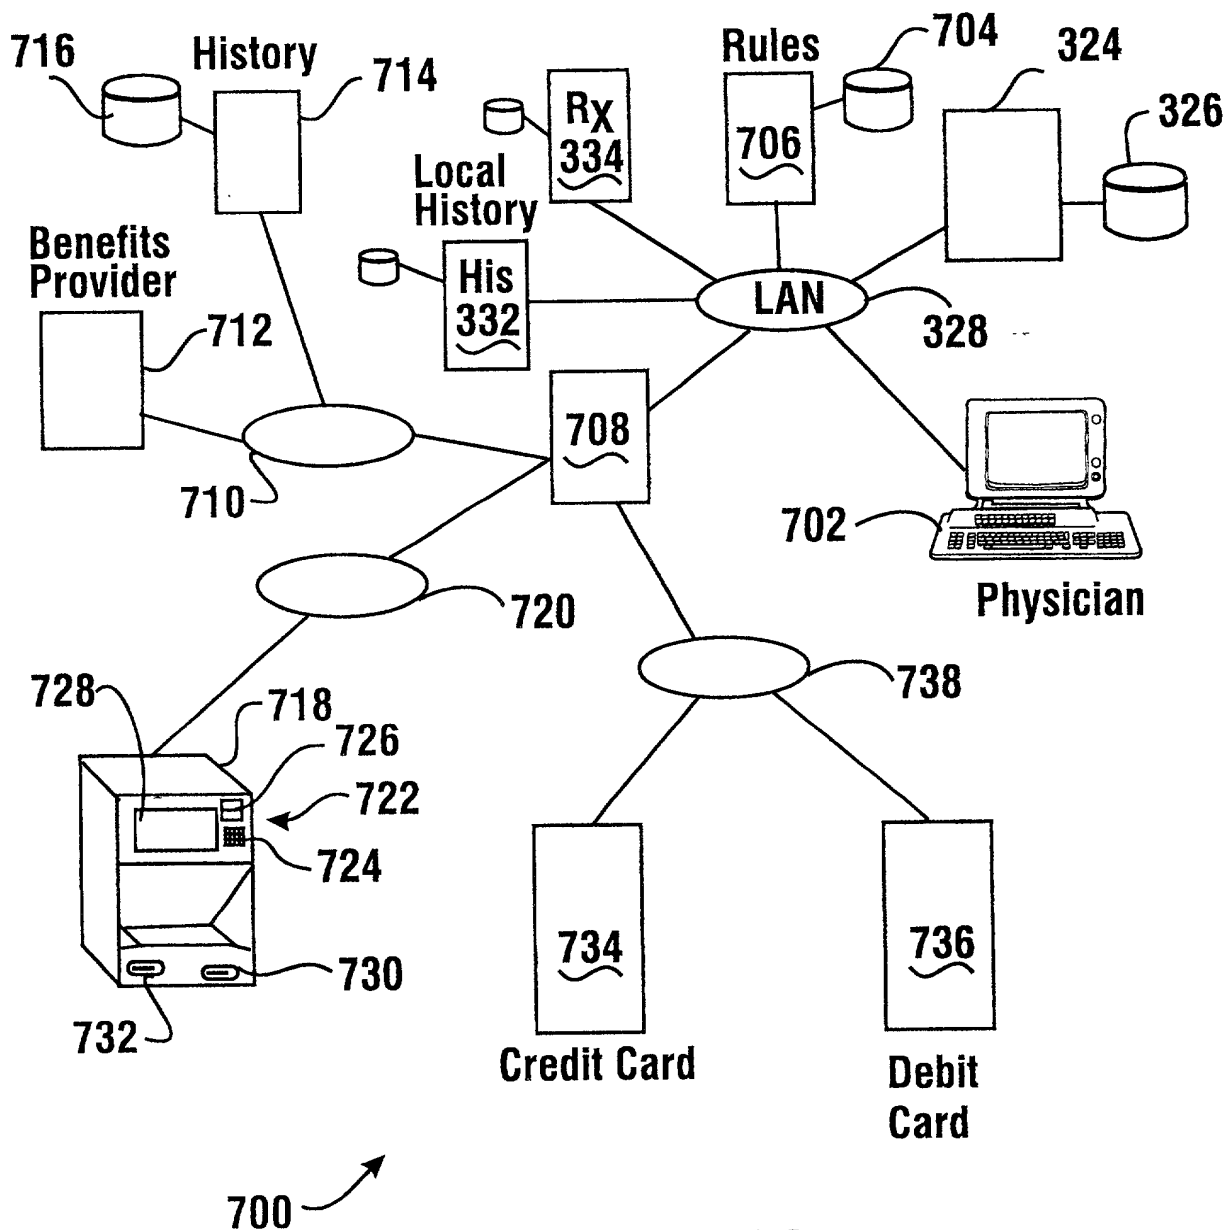 716
History
714
Rx
334
Rules
706
704
324
326
Local
History
His
332
LAN
328
Benefits
Provider
712
710
708
702
Physician
720
738
728
718
726
722
724
730
732
734
Credit Card
736
Debit
Card
700